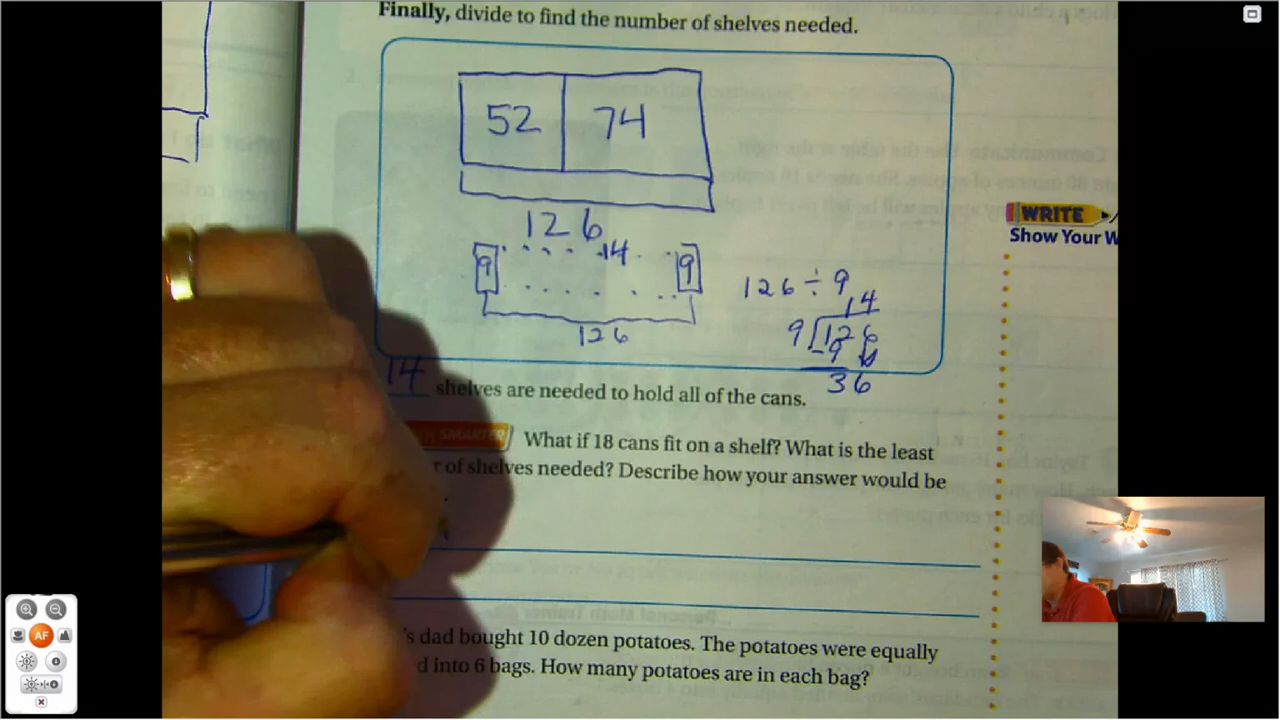 Finally, divide to find the number of shelves needed.
52 74
126
9 14 9
126
126 ÷ 9
14
9 126
- 9
36
14 shelves are needed to hold all of the cans.
SMARTER What if 18 cans fit on a shelf? What is the least
of shelves needed? Describe how your answer would be
's dad bought 10 dozen potatoes. The potatoes were equally
into 6 bags. How many potatoes are in each bag?
WRITE
Show Your
AF